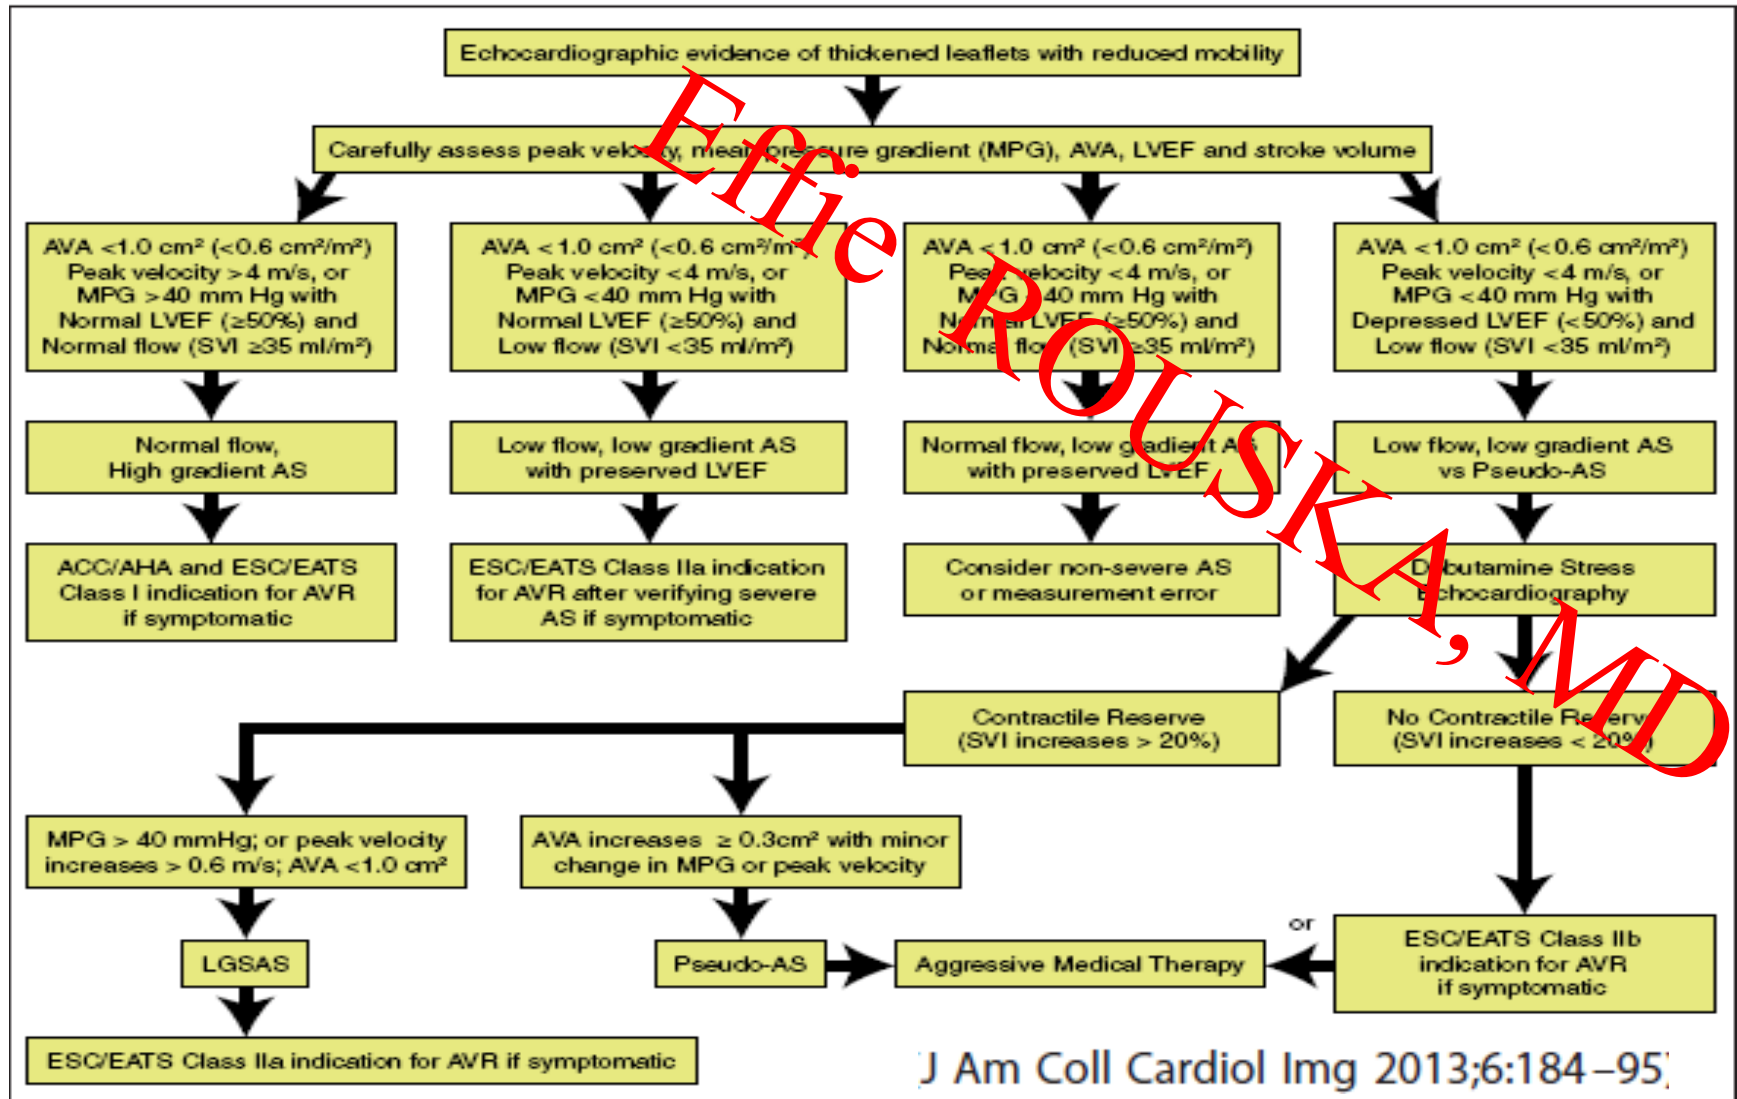 Echocardiographic evidence of thickened leaflets with reduced mobility
Carefully assess peak velocity, mean pressure gradient (MPG), AVA, LVEF and stroke volume
AVA <1.0 cm² (<0.6 cm²/m²)
Peak velocity >4 m/s, or
MPG >40 mm Hg with
Normal LVEF (≥50%) and
Normal flow (SVI ≥35 ml/m²)
AVA <1.0 cm² (<0.6 cm²/m²)
Peak velocity <4 m/s, or
MPG <40 mm Hg with
Normal LVEF (≥50%) and
Low flow (SVI <35 ml/m²)
AVA <1.0 cm² (<0.6 cm²/m²)
Peak velocity <4 m/s, or
MPG <40 mm Hg with
Normal LVEF (≥50%) and
Normal flow (SVI ≥35 ml/m²)
AVA <1.0 cm² (<0.6 cm²/m²)
Peak velocity <4 m/s, or
MPG <40 mm Hg with
Depressed LVEF (<50%) and
Low flow (SVI <35 ml/m²)
Normal flow,
High gradient AS
Low flow, low gradient AS
with preserved LVEF
Normal flow, low gradient AS
with preserved LVEF
Low flow, low gradient AS
vs Pseudo-AS
ACC/AHA and ESC/EATS
Class I indication for AVR
if symptomatic
ESC/EATS Class IIa indication
for AVR after verifying severe
AS if symptomatic
Consider non-severe AS
or measurement error
Dobutamine Stress
Echocardiography
Contractile Reserve
(SVI increases > 20%)
No Contractile Reserve
(SVI increases < 20%)
MPG > 40 mmHg; or peak velocity
increases > 0.6 m/s; AVA <1.0 cm²
AVA increases ≥ 0.3cm² with minor
change in MPG or peak velocity
LGSAS
Pseudo-AS
Aggressive Medical Therapy
or
ESC/EATS Class IIb
indication for AVR
if symptomatic
ESC/EATS Class IIa indication for AVR if symptomatic
(J Am Coll Cardiol Img 2013;6:184–95)
Effie ROUSKA, MD